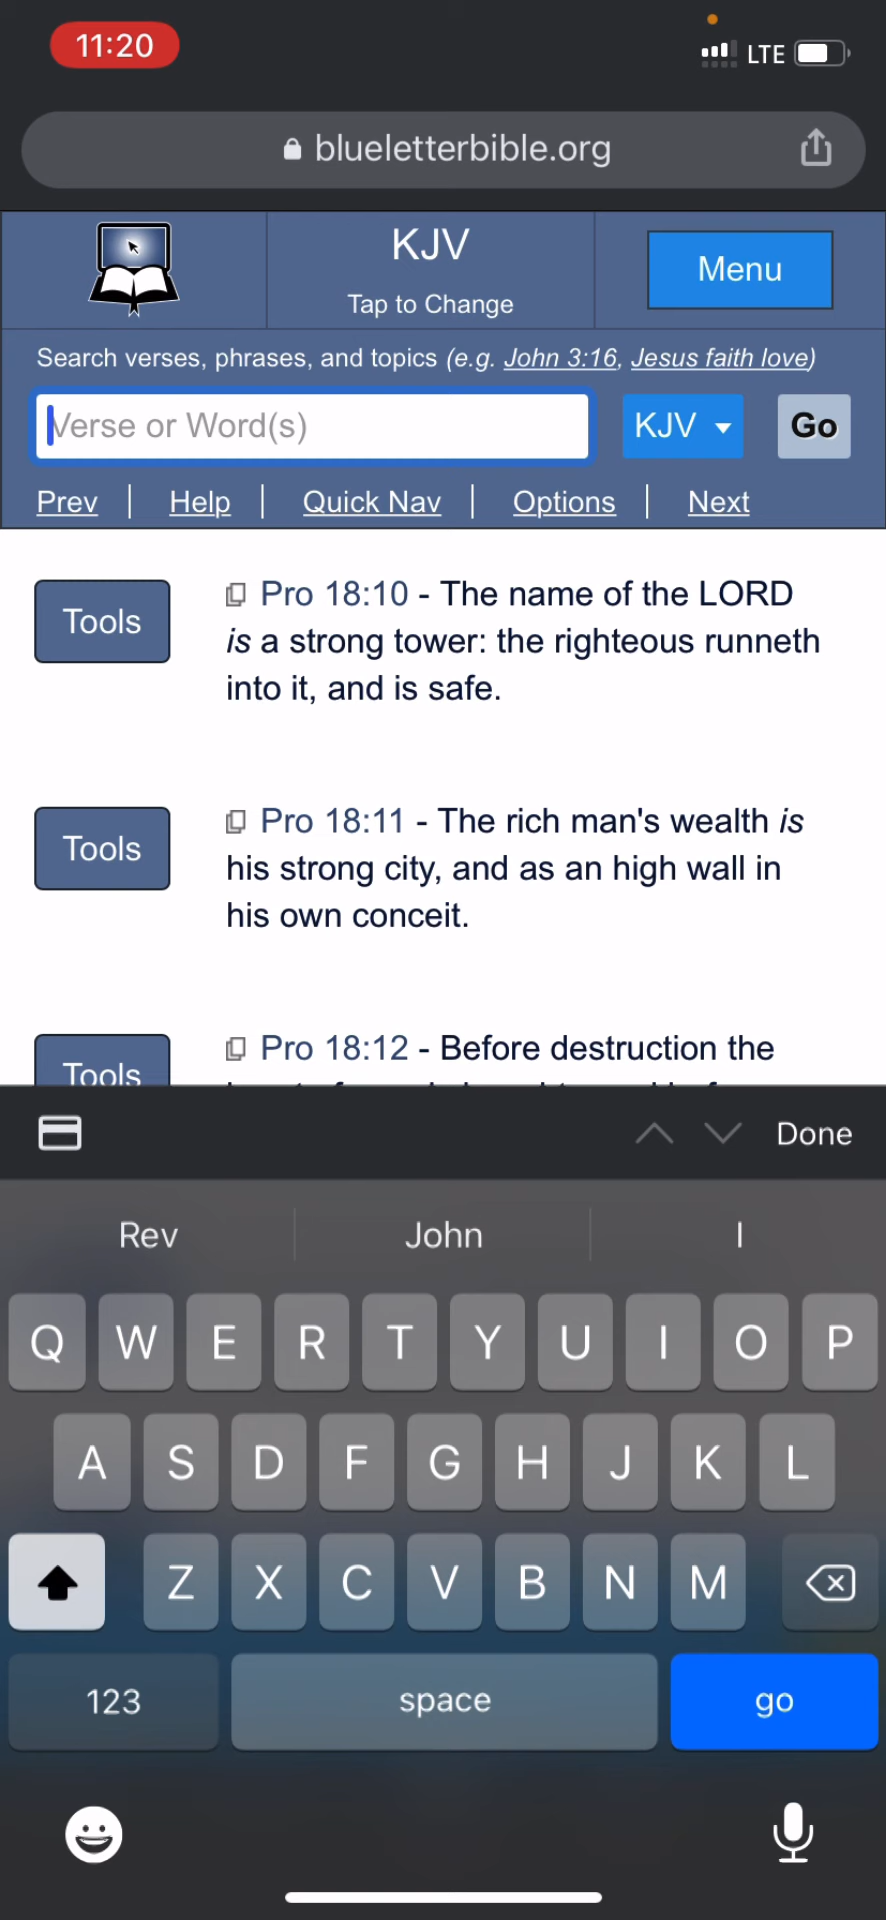 11:20
LTE
blueletterbible.org
KJV
Tap to Change
Menu
Search verses, phrases, and topics (e.g. John 3:16, Jesus faith love)
Verse or Word(s)
KJV
Go
Prev | Help | Quick Nav | Options | Next
Tools
Pro 18:10 - The name of the LORD
is a strong tower: the righteous runneth
into it, and is safe.
Tools
Pro 18:11 - The rich man's wealth is
his strong city, and as an high wall in
his own conceit.
Tools
Pro 18:12 - Before destruction the
Done
Rev
John
I
Q W E R T Y U I O P
A S D F G H J K L
Z X C V B N M
123
space
go